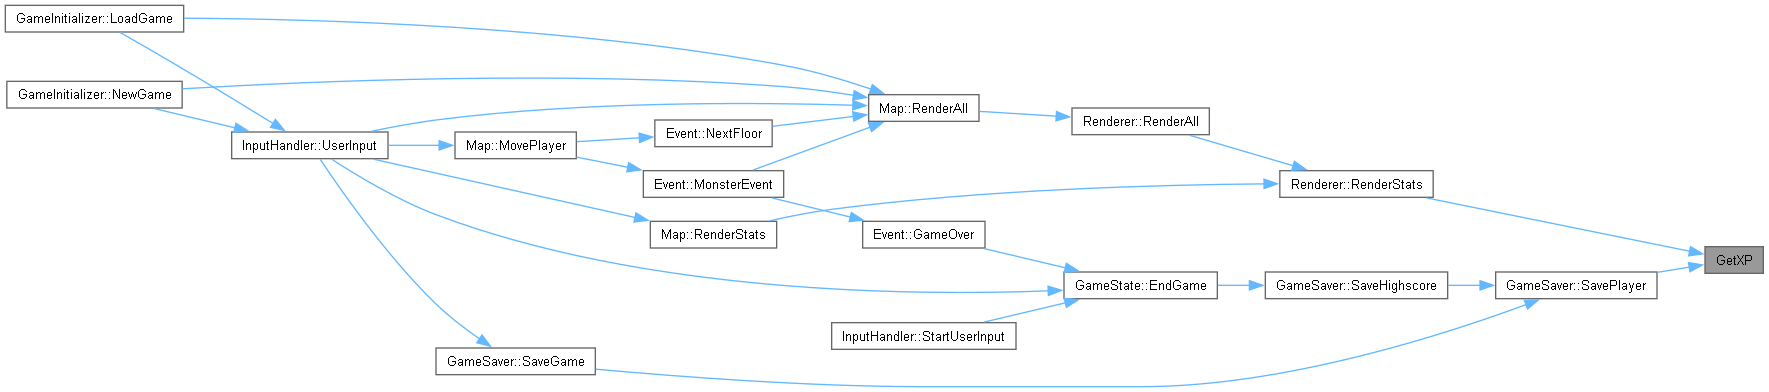 GameInitializer::LoadGame
GameInitializer::NewGame
InputHandler::UserInput
Map::MovePlayer
Event::NextFloor
Event::MonsterEvent
Map::RenderStats
Map::RenderAll
Renderer::RenderAll
Renderer::RenderStats
Event::GameOver
GetXP
GameState::EndGame
GameSaver::SaveHighscore
GameSaver::SavePlayer
InputHandler::StartUserInput
GameSaver::SaveGame